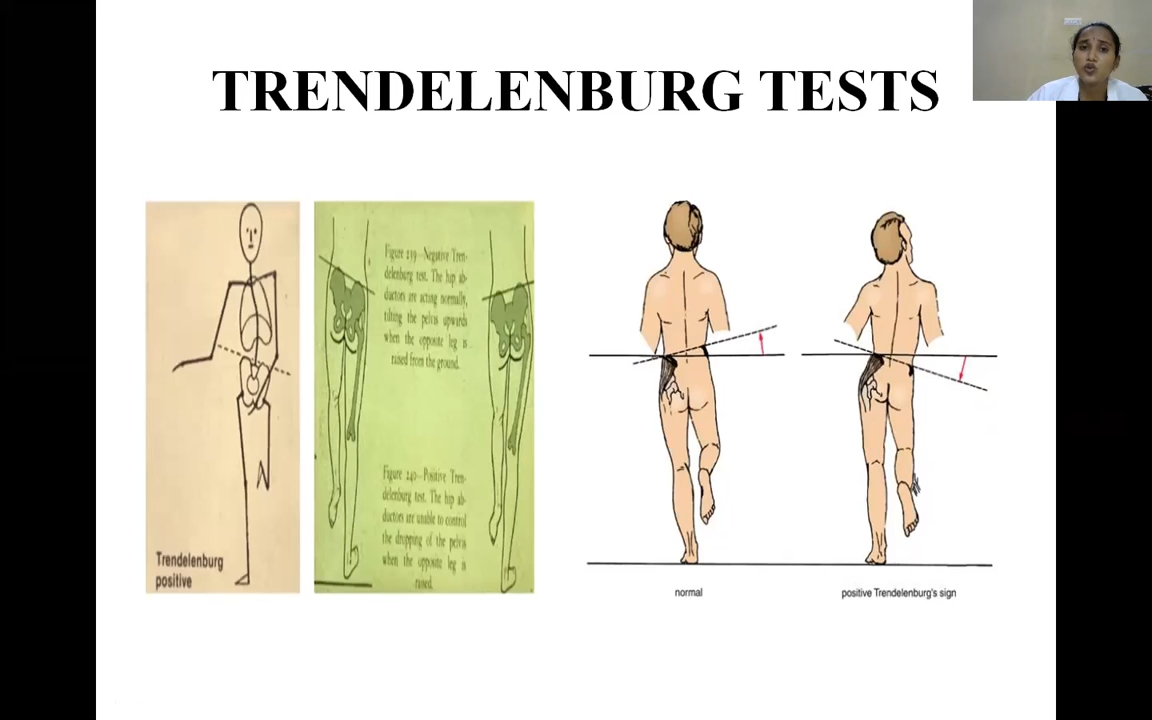 TRENDELENBURG TESTS
Trendelenburg
positive
Figure 239—Negative Tren-
delenburg test. The hip ab-
ductors are acting normally,
tilting the pelvis upwards
when the opposite leg is
raised from the ground.
Figure 240—Positive Tren-
delenburg test. The hip ab-
ductors are unable to control
the dropping of the pelvis
when the opposite leg is
raised.
normal
positive Trendelenburg's sign